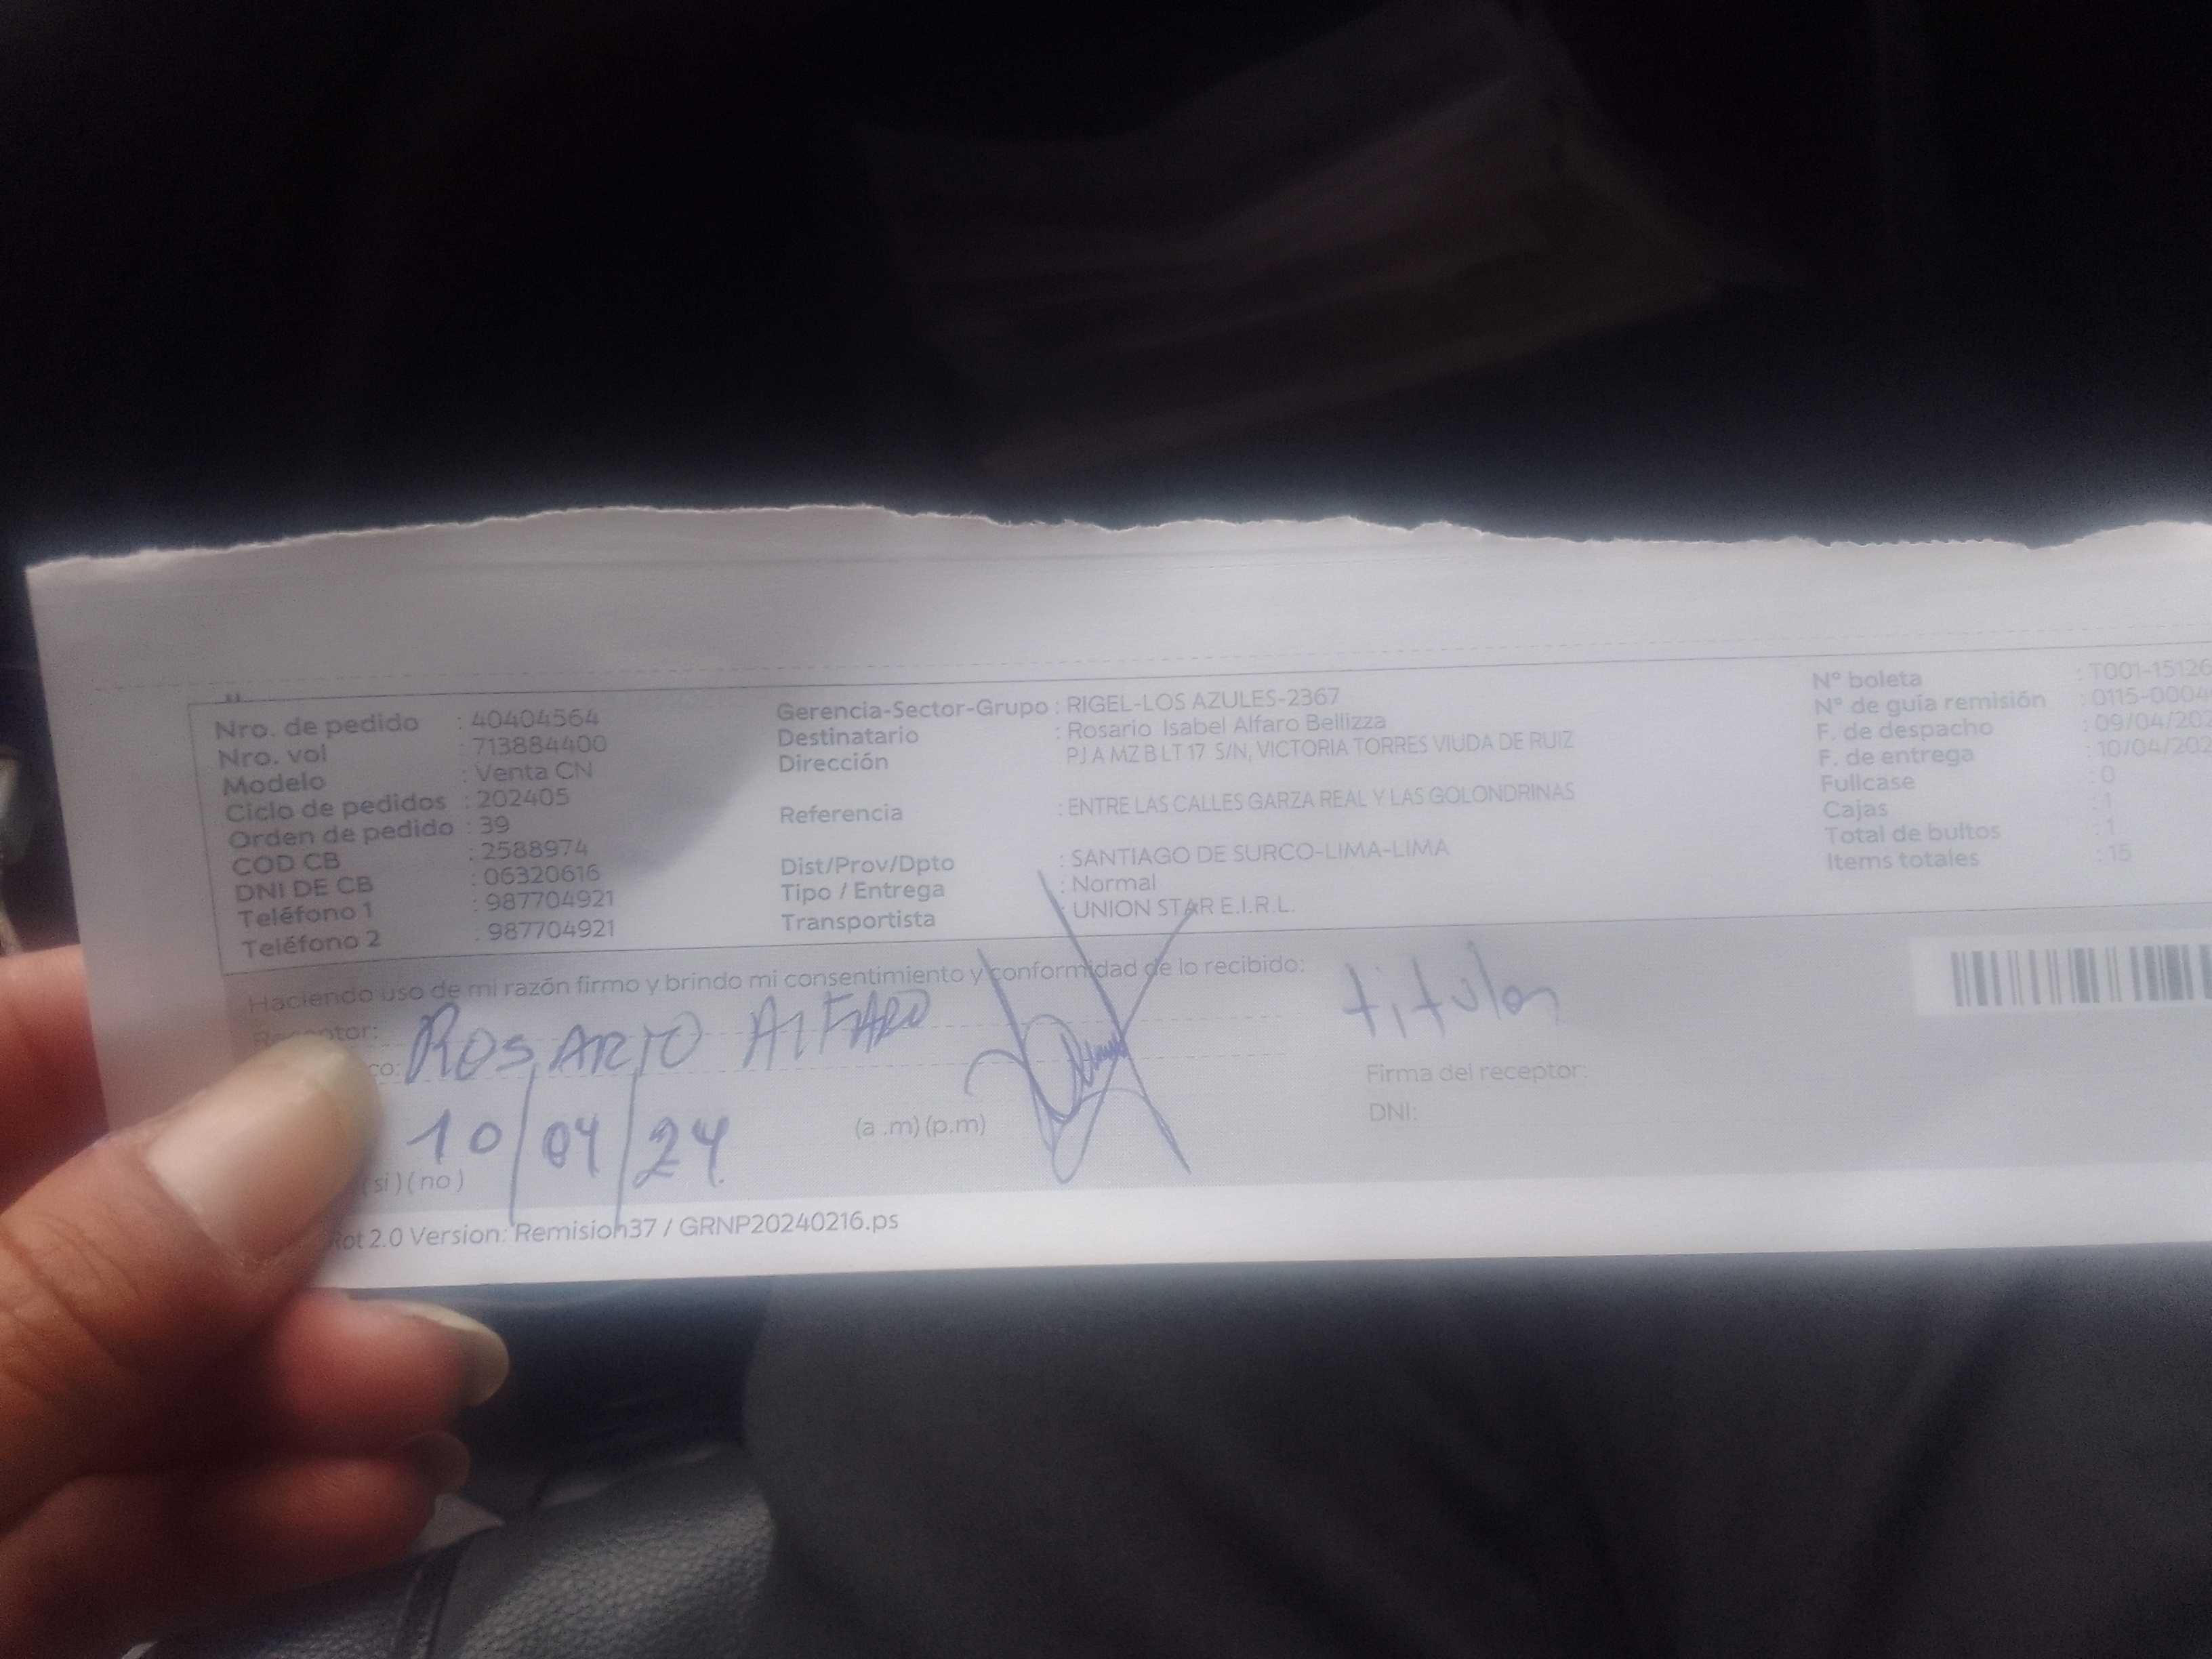 Nro. de pedido : 40404564
Nro. vol : 713884400
Modelo : Venta CN
Ciclo de pedidos : 202405
Orden de pedido : 39
COD CB : 2588974
DNI DE CB : 06320616
Teléfono 1 : 987704921
Teléfono 2 : 987704921
Gerencia-Sector-Grupo : RIGEL-LOS AZULES-2367
Destinatario : Rosario Isabel Alfaro Bellizza
Dirección PJ A MZ B LT 17 S/N, VICTORIA TORRES VIUDA DE RUIZ
Referencia : ENTRE LAS CALLES GARZA REAL Y LAS GOLONDRINAS
Dist/Prov/Dpto : SANTIAGO DE SURCO-LIMA-LIMA
Tipo / Entrega : Normal
Transportista : UNION STAR E.I.R.L.
N° boleta : T001-15126
N° de guía remisión : 0115-0004
F. de despacho : 09/04/202
F. de entrega : 10/04/202
Fullcase : 0
Cajas : 1
Total de bultos : 1
Items totales : 15
Haciendo uso de mi razón firmo y brindo mi consentimiento y conformidad de lo recibido:
Receptor: ROSARIO AlFARO
co:
titular
Firma del receptor:
DNI:
10/04/24 (a .m) (p.m)
(si) (no)
Rot 2.0 Version: Remision37 / GRNP20240216.ps